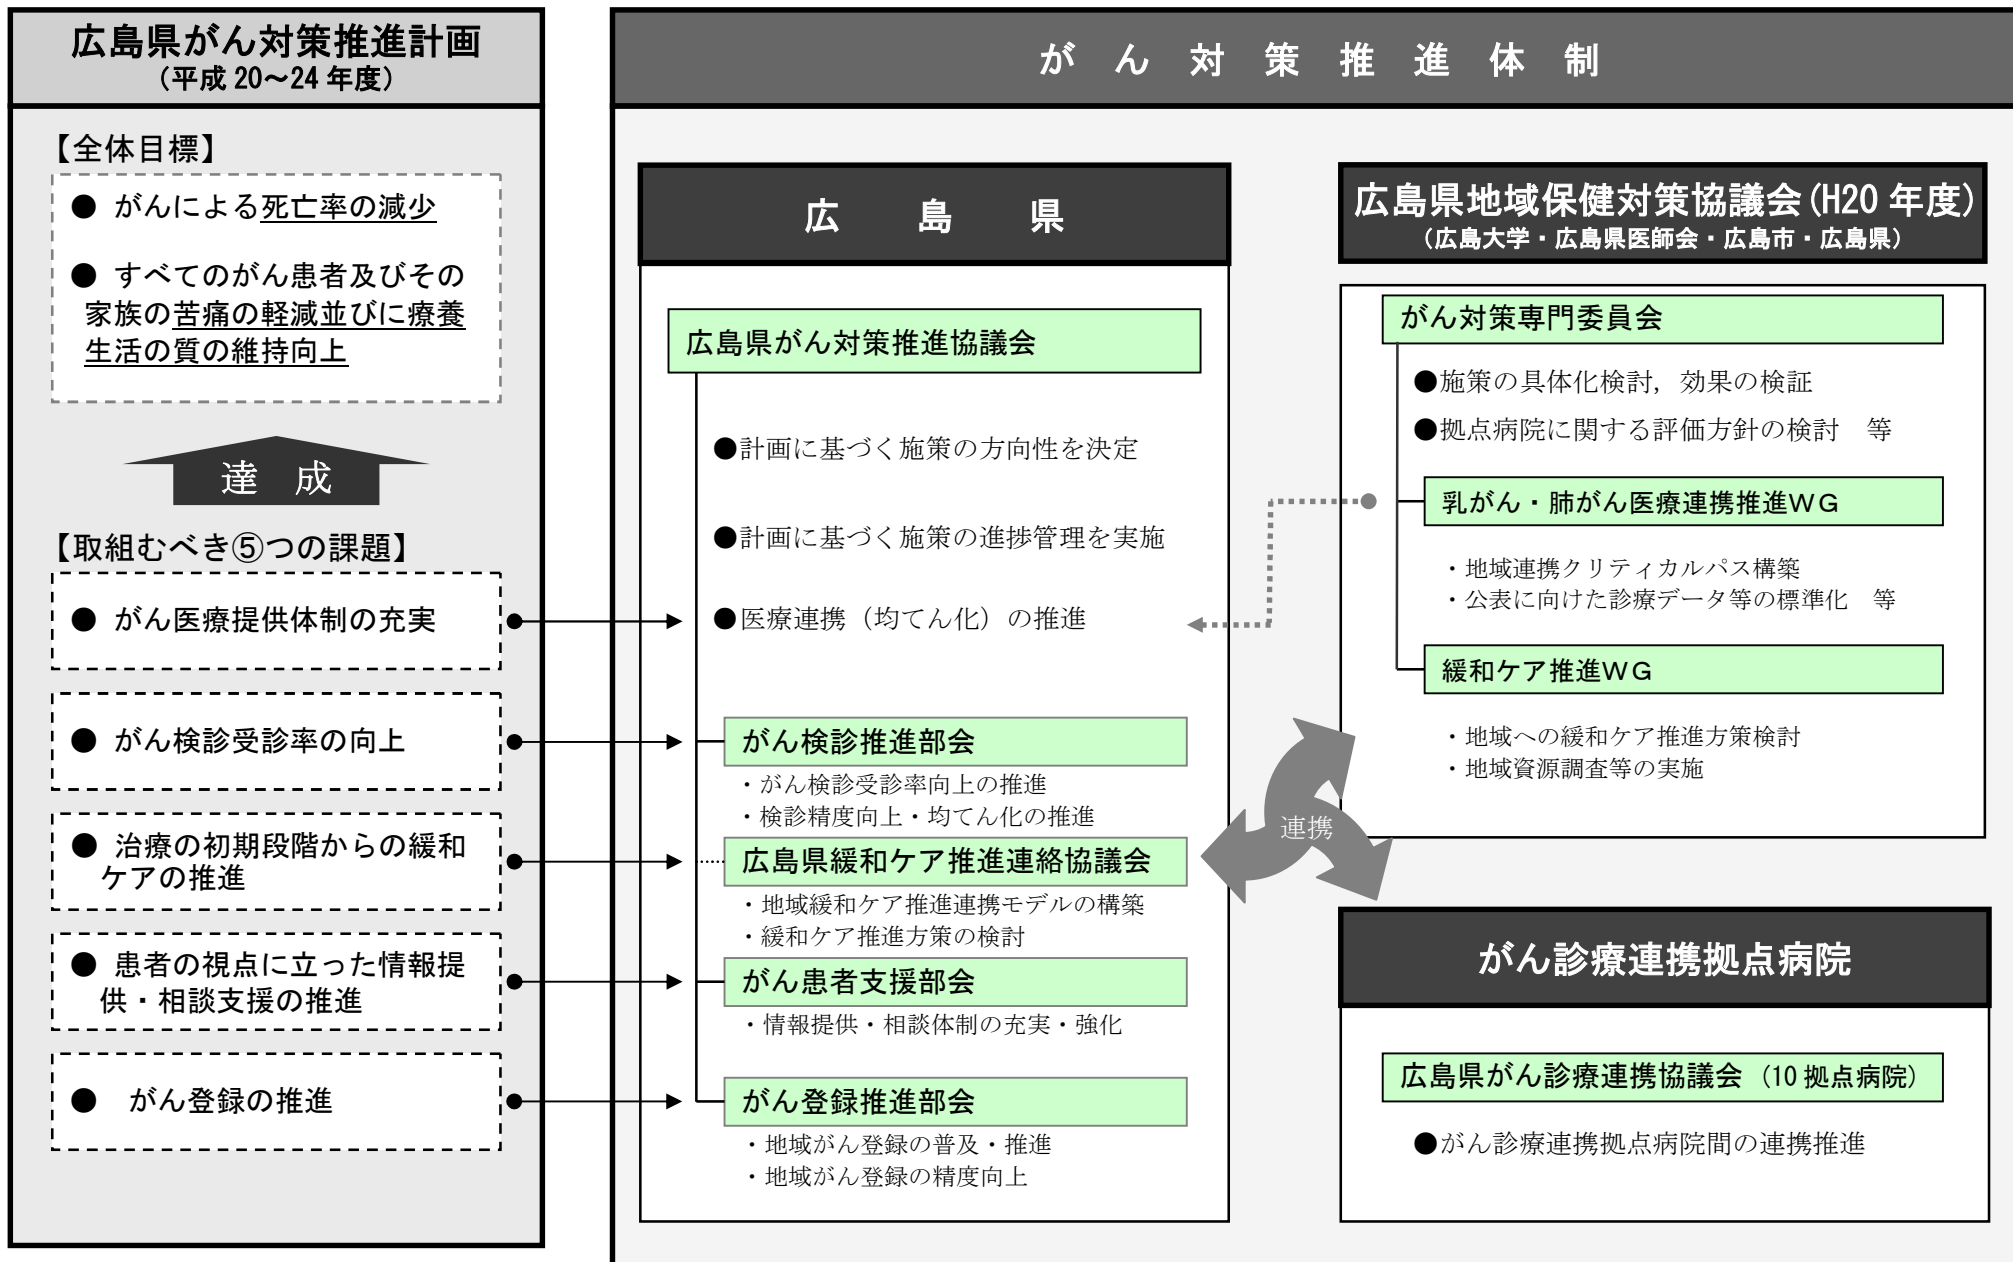 広島県がん対策推進計画
（平成 20～24 年度）
【全体目標】
● がんによる死亡率の減少
● すべてのがん患者及びその
家族の苦痛の軽減並びに療養
生活の質の維持向上
達 成
【取組むべき⑤つの課題】
● がん医療提供体制の充実
● がん検診受診率の向上
● 治療の初期段階からの緩和
ケアの推進
● 患者の視点に立った情報提
供・相談支援の推進
● がん登録の推進
が ん 対 策 推 進 体 制
広 島 県
広島県がん対策推進協議会
●計画に基づく施策の方向性を決定
●計画に基づく施策の進捗管理を実施
●医療連携（均てん化）の推進
がん検診推進部会
・がん検診受診率向上の推進
・検診精度向上・均てん化の推進
広島県緩和ケア推進連絡協議会
・地域緩和ケア推進連携モデルの構築
・緩和ケア推進方策の検討
がん患者支援部会
・情報提供・相談体制の充実・強化
がん登録推進部会
・地域がん登録の普及・推進
・地域がん登録の精度向上
連携
広島県地域保健対策協議会(H20 年度)
（広島大学・広島県医師会・広島市・広島県）
がん対策専門委員会
●施策の具体化検討，効果の検証
●拠点病院に関する評価方針の検討　等
乳がん・肺がん医療連携推進ＷＧ
・地域連携クリティカルパス構築
・公表に向けた診療データ等の標準化　等
緩和ケア推進ＷＧ
・地域への緩和ケア推進方策検討
・地域資源調査等の実施
がん診療連携拠点病院
広島県がん診療連携協議会（10 拠点病院）
●がん診療連携拠点病院間の連携推進